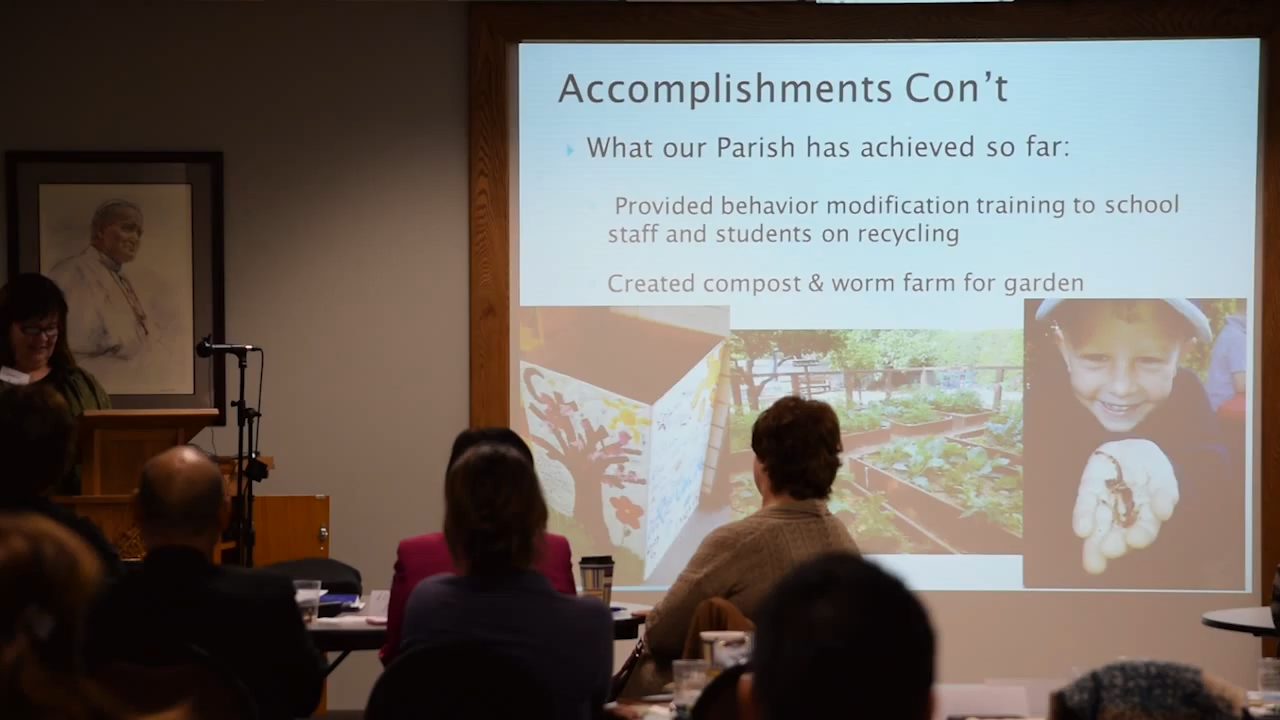 Accomplishments Con't
What our Parish has achieved so far:
Provided behavior modification training to school
staff and students on recycling
Created compost & worm farm for garden